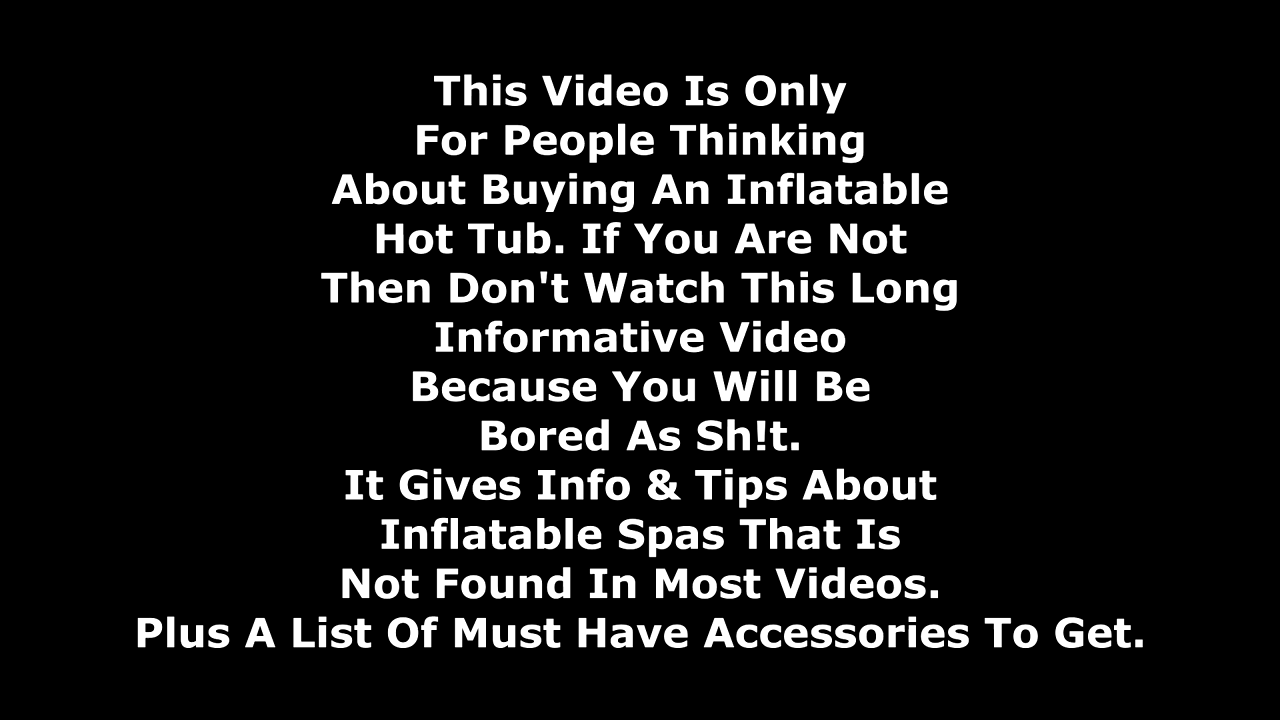 This Video Is Only
For People Thinking
About Buying An Inflatable
Hot Tub. If You Are Not
Then Don't Watch This Long
Informative Video
Because You Will Be
Bored As Sh!t.
It Gives Info & Tips About
Inflatable Spas That Is
Not Found In Most Videos.
Plus A List Of Must Have Accessories To Get.